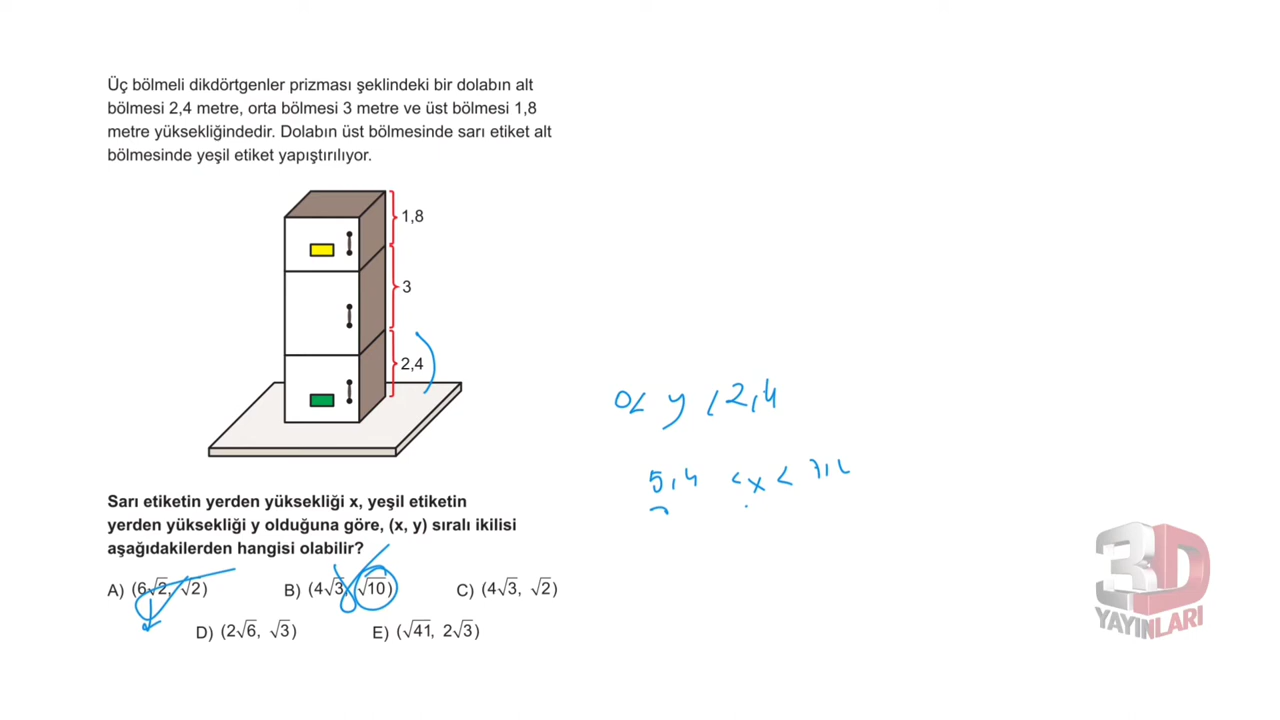 Üç bölmeli dikdörtgenler prizması şeklindeki bir dolabın alt
bölmesi 2,4 metre, orta bölmesi 3 metre ve üst bölmesi 1,8
metre yüksekliğindedir. Dolabın üst bölmesinde sarı etiket alt
bölmesinde yeşil etiket yapıştırılıyor.
1,8
3
2,4
0< y < 2,4
5,4 < x <
Sarı etiketin yerden yüksekliği x, yeşil etiketin
yerden yüksekliği y olduğuna göre, (x, y) sıralı ikilisi
aşağıdakilerden hangisi olabilir?
A) (6√2, √2) B) (4√3, √10) C) (4√3, √2)
D) (2√6, √3) E) (√41, 2√3)
3D
YAYINLARI